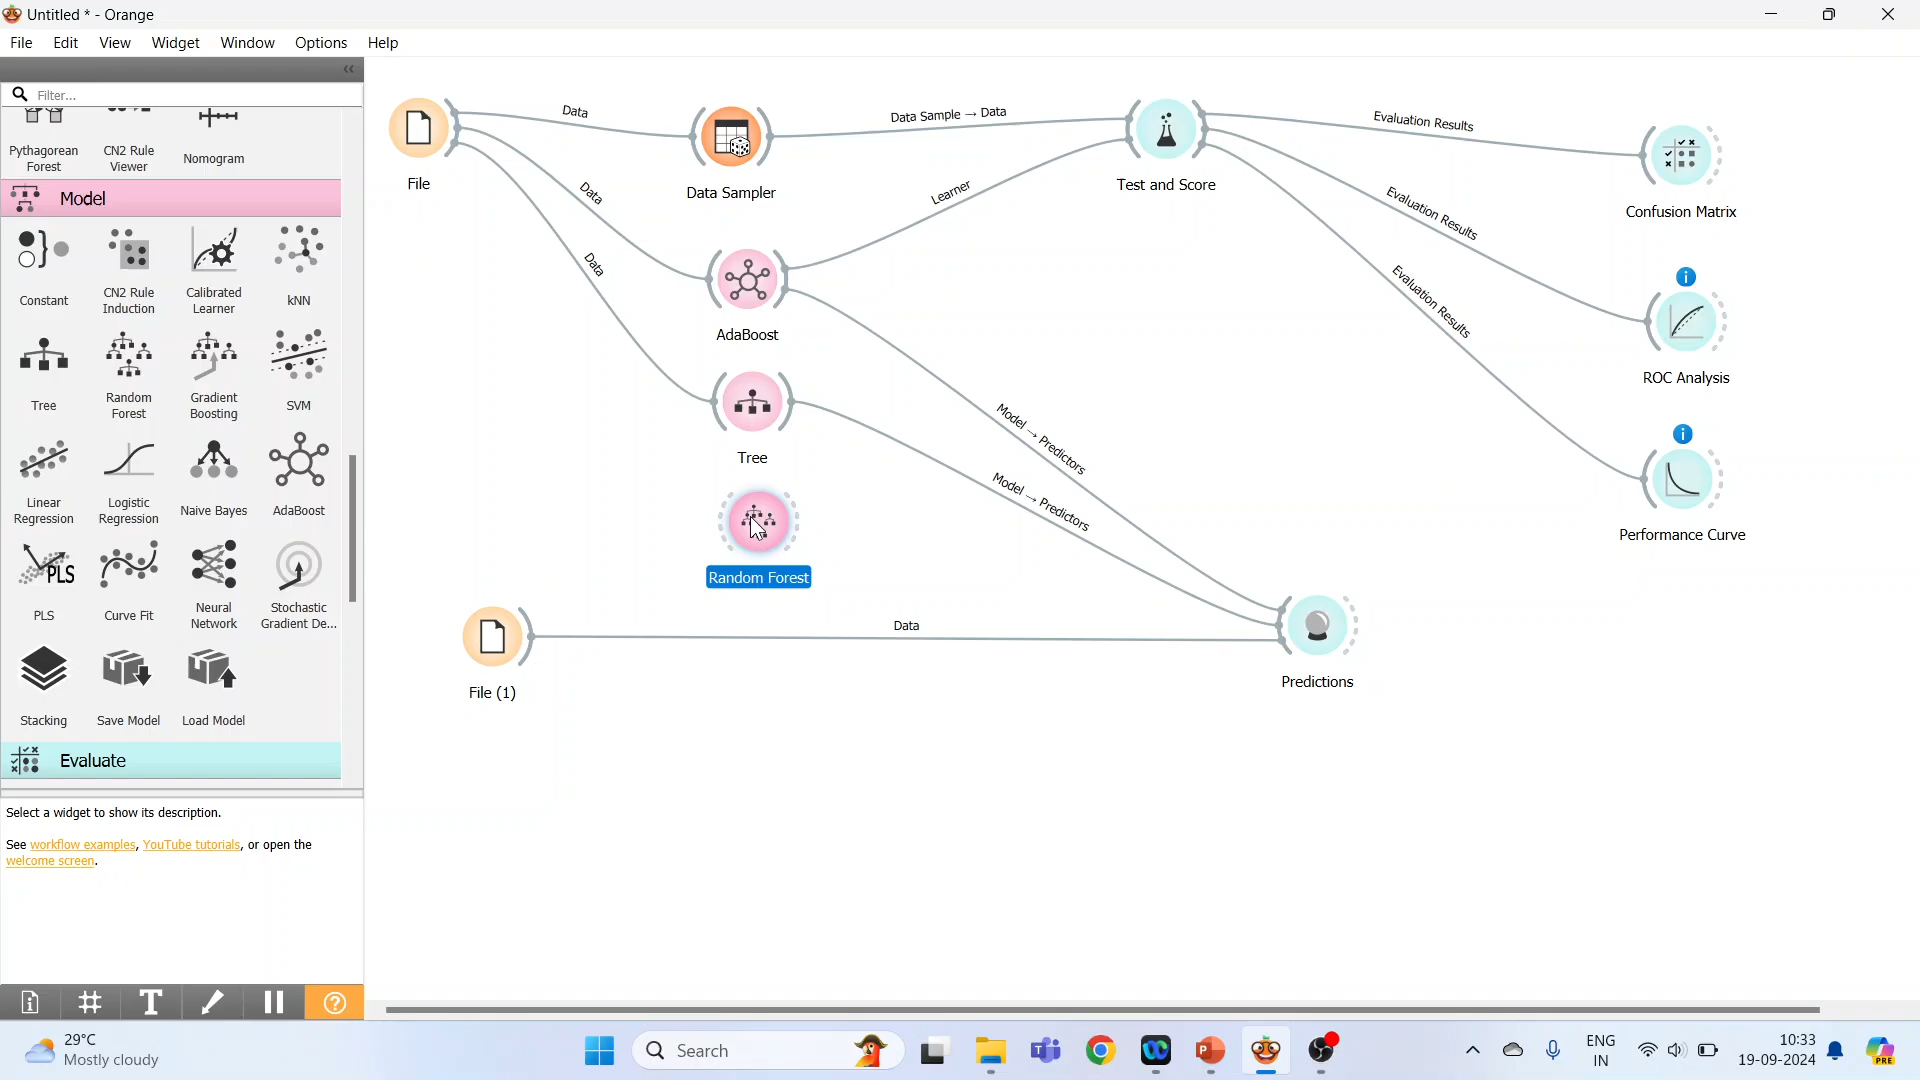 Untitled * - Orange
File Edit View Widget Window Options Help
Filter...
Pythagorean
Forest
CN2 Rule
Viewer
Nomogram
Model
Constant
CN2 Rule
Induction
Calibrated
Learner
kNN
Tree
Random
Forest
Gradient
Boosting
SVM
Linear
Regression
Logistic
Regression
Naive Bayes
AdaBoost
PLS
PLS
Curve Fit
Neural
Network
Stochastic
Gradient De...
Stacking
Save Model
Load Model
Evaluate
Select a widget to show its description.
See workflow examples, YouTube tutorials, or open the
welcome screen.
File
Data
Data
Data
Data Sampler
Data Sample → Data
Learner
Test and Score
Evaluation Results
Evaluation Results
Evaluation Results
Confusion Matrix
ROC Analysis
Performance Curve
AdaBoost
Tree
Model → Predictors
Model → Predictors
Random Forest
File (1)
Data
Predictions
29°C
Mostly cloudy
Search
ENG
IN
10:33
19-09-2024
PRE